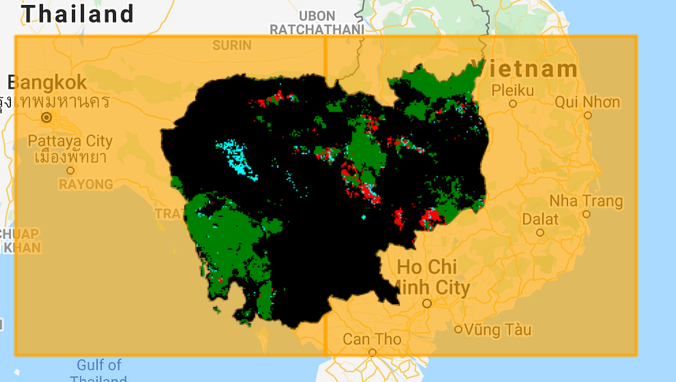 Thailand
UBON
RATCHATHANI
SURIN
Vietnam
Bangkok
กรุงเทพมหานคร
Pleiku
Qui Nhơn
Pattaya City
เมืองพัทยา
RAYONG
Nha Trang
TRAT
Dalat
KHAN
Ho Chi
Minh City
Vũng Tàu
Can Tho
Gulf of
Thailand